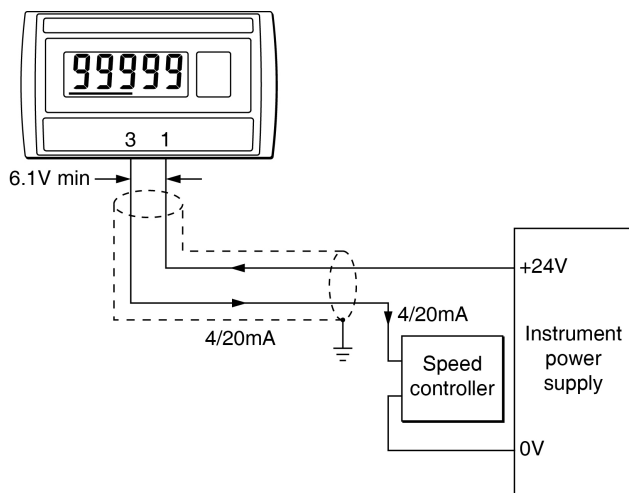 99999
3 1
6.1V min
+24V
4/20mA
4/20mA
Speed
controller
Instrument
power
supply
0V